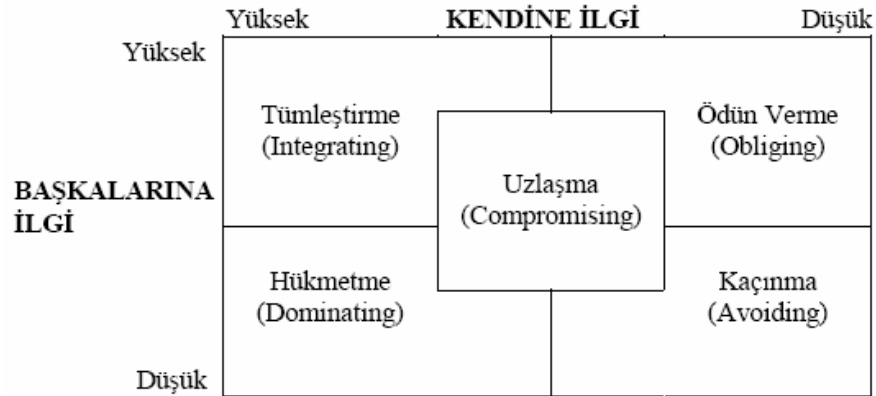 Yüksek KENDİNE İLGİ Düşük
Yüksek
Tümleştirme
(Integrating)
Ödün Verme
(Obliging)
Uzlaşma
(Compromising)
BAŞKALARINA
İLGİ
Hükmetme
(Dominating)
Kaçınma
(Avoiding)
Düşük